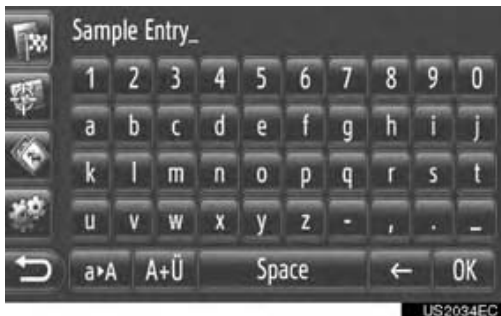 Sample Entry_
1 2 3 4 5 6 7 8 9 0
a b c d e f g h i j
k l m n o p q r s t
u v w x y z - , . _
a▸A A+Ü Space ← OK
US2034EC